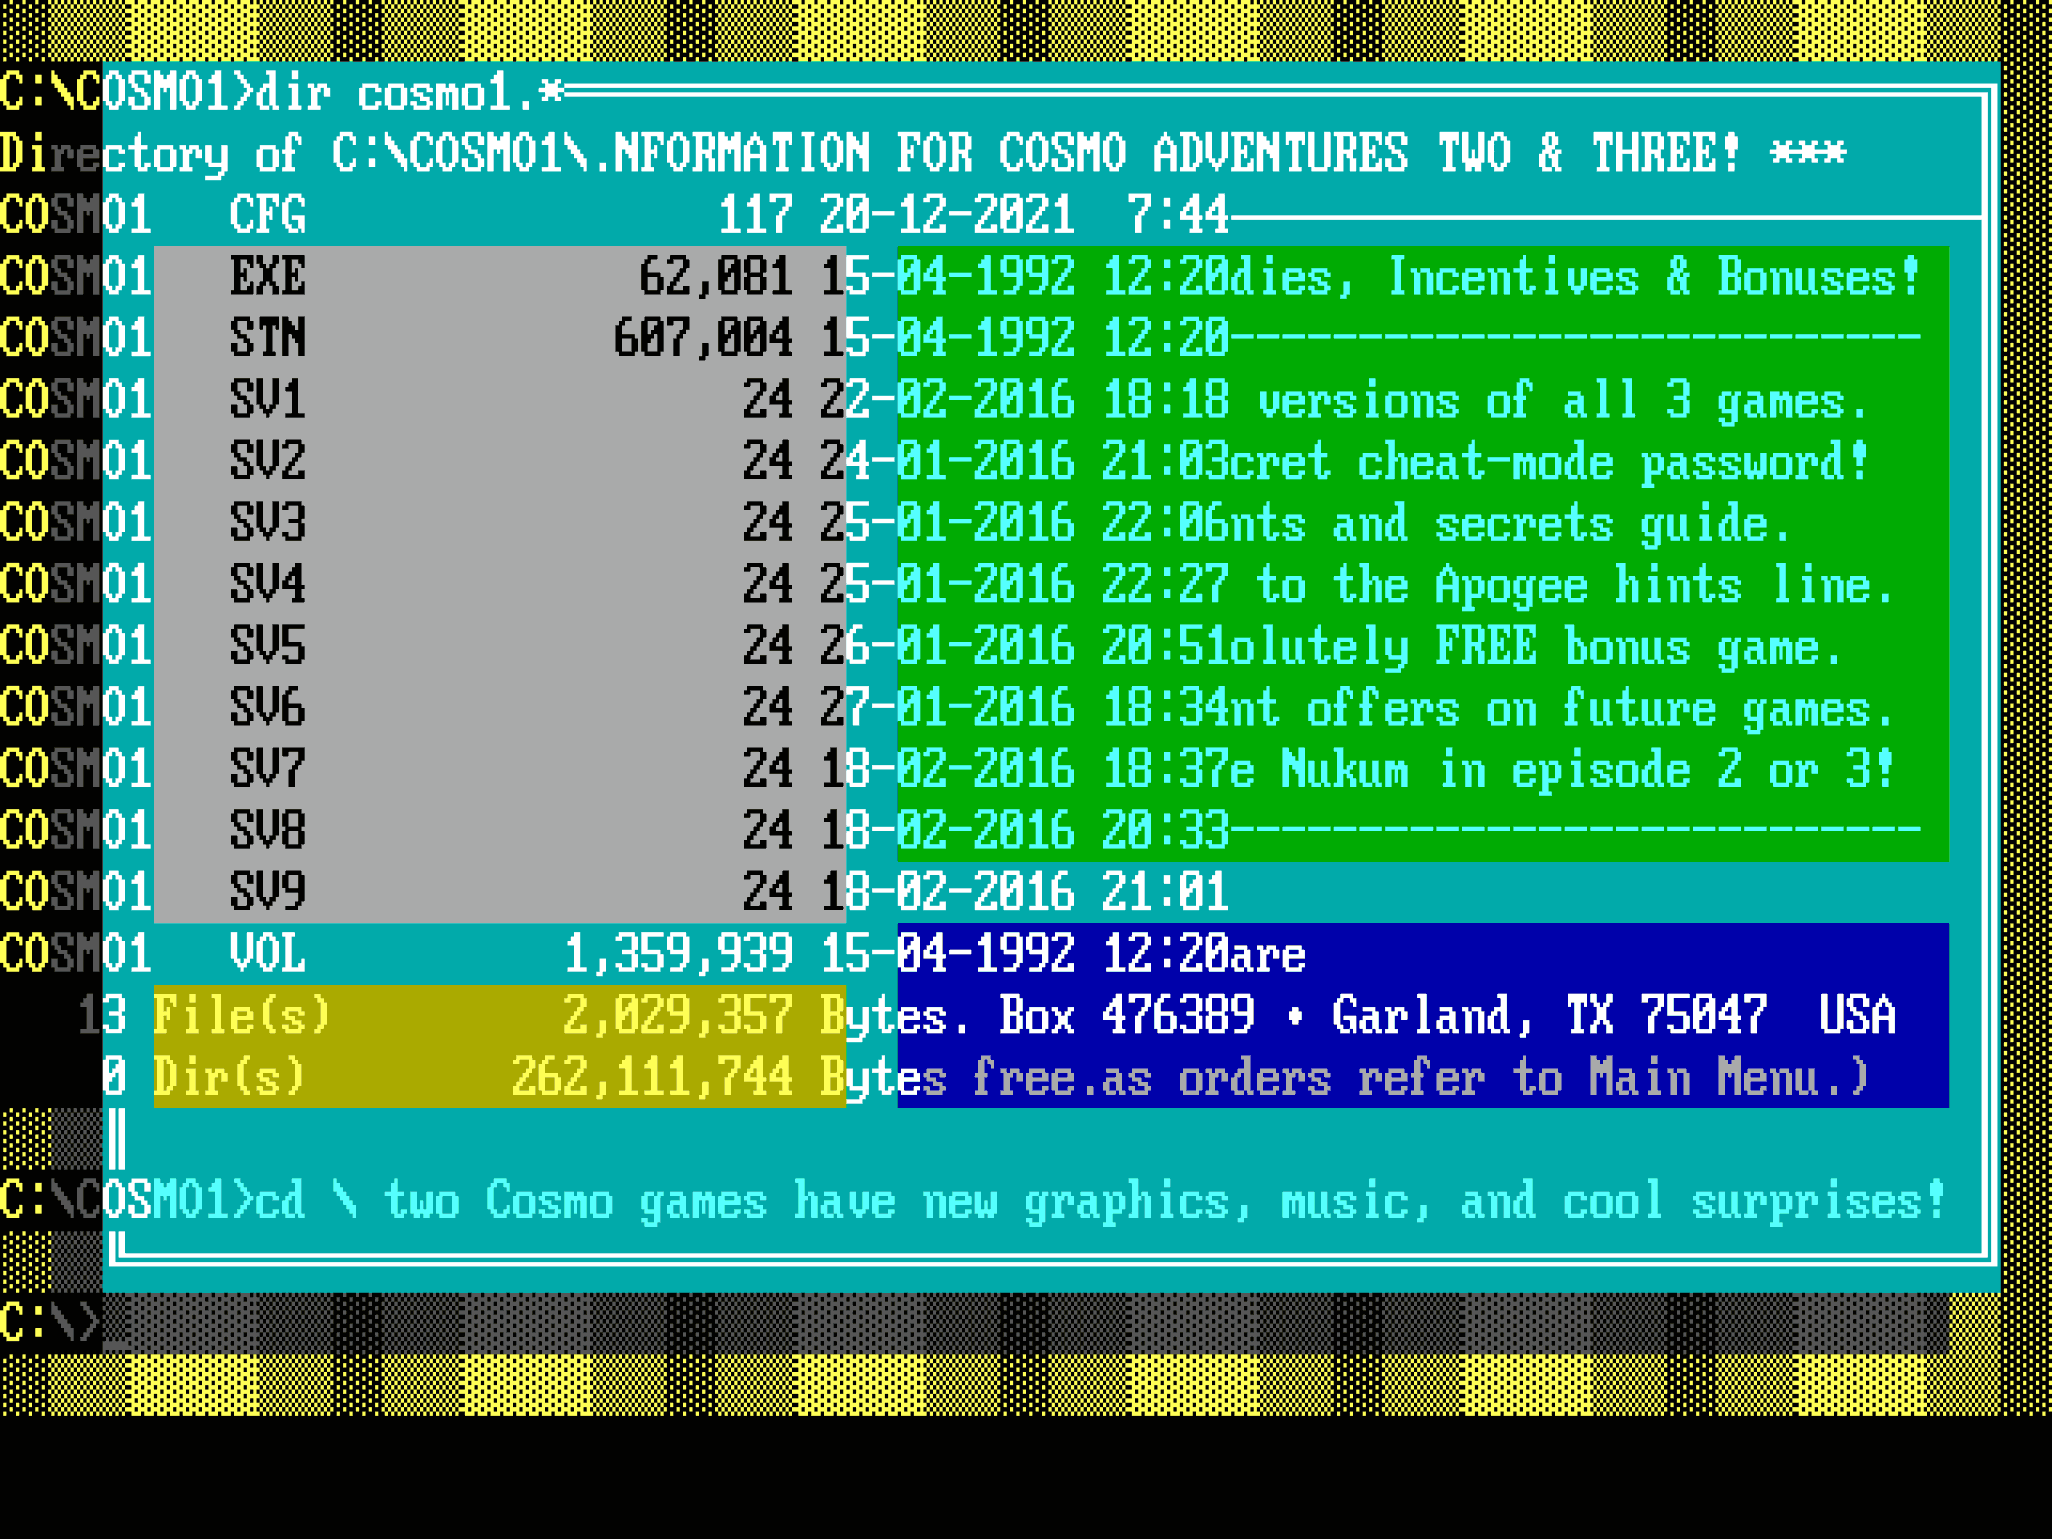 C:\COSMO1>dir cosmo1.*
Directory of C:\COSMO1\.NFORMATION FOR COSMO ADVENTURES TWO & THREE! ***
COSMO1   CFG                117 20-12-2021  7:44
COSMO1   EXE             62,081 15-04-1992 12:20dies, Incentives & Bonuses!
COSMO1   STN            607,004 15-04-1992 12:20---------------------------
COSMO1   SV1                 24 22-02-2016 18:18 versions of all 3 games.
COSMO1   SV2                 24 24-01-2016 21:03cret cheat-mode password!
COSMO1   SV3                 24 25-01-2016 22:06nts and secrets guide.
COSMO1   SV4                 24 25-01-2016 22:27 to the Apogee hints line.
COSMO1   SV5                 24 26-01-2016 20:51olutely FREE bonus game.
COSMO1   SV6                 24 27-01-2016 18:34nt offers on future games.
COSMO1   SV7                 24 18-02-2016 18:37e Nukum in episode 2 or 3!
COSMO1   SV8                 24 18-02-2016 20:33---------------------------
COSMO1   SV9                 24 18-02-2016 21:01
COSMO1   VOL          1,359,939 15-04-1992 12:20are
13 File(s)         2,029,357 Bytes. Box 476389 • Garland, TX 75047  USA
0 Dir(s)        262,111,744 Bytes free.as orders refer to Main Menu.)
C:\COSMO1>cd \ two Cosmo games have new graphics, music, and cool surprises!
C:\>_